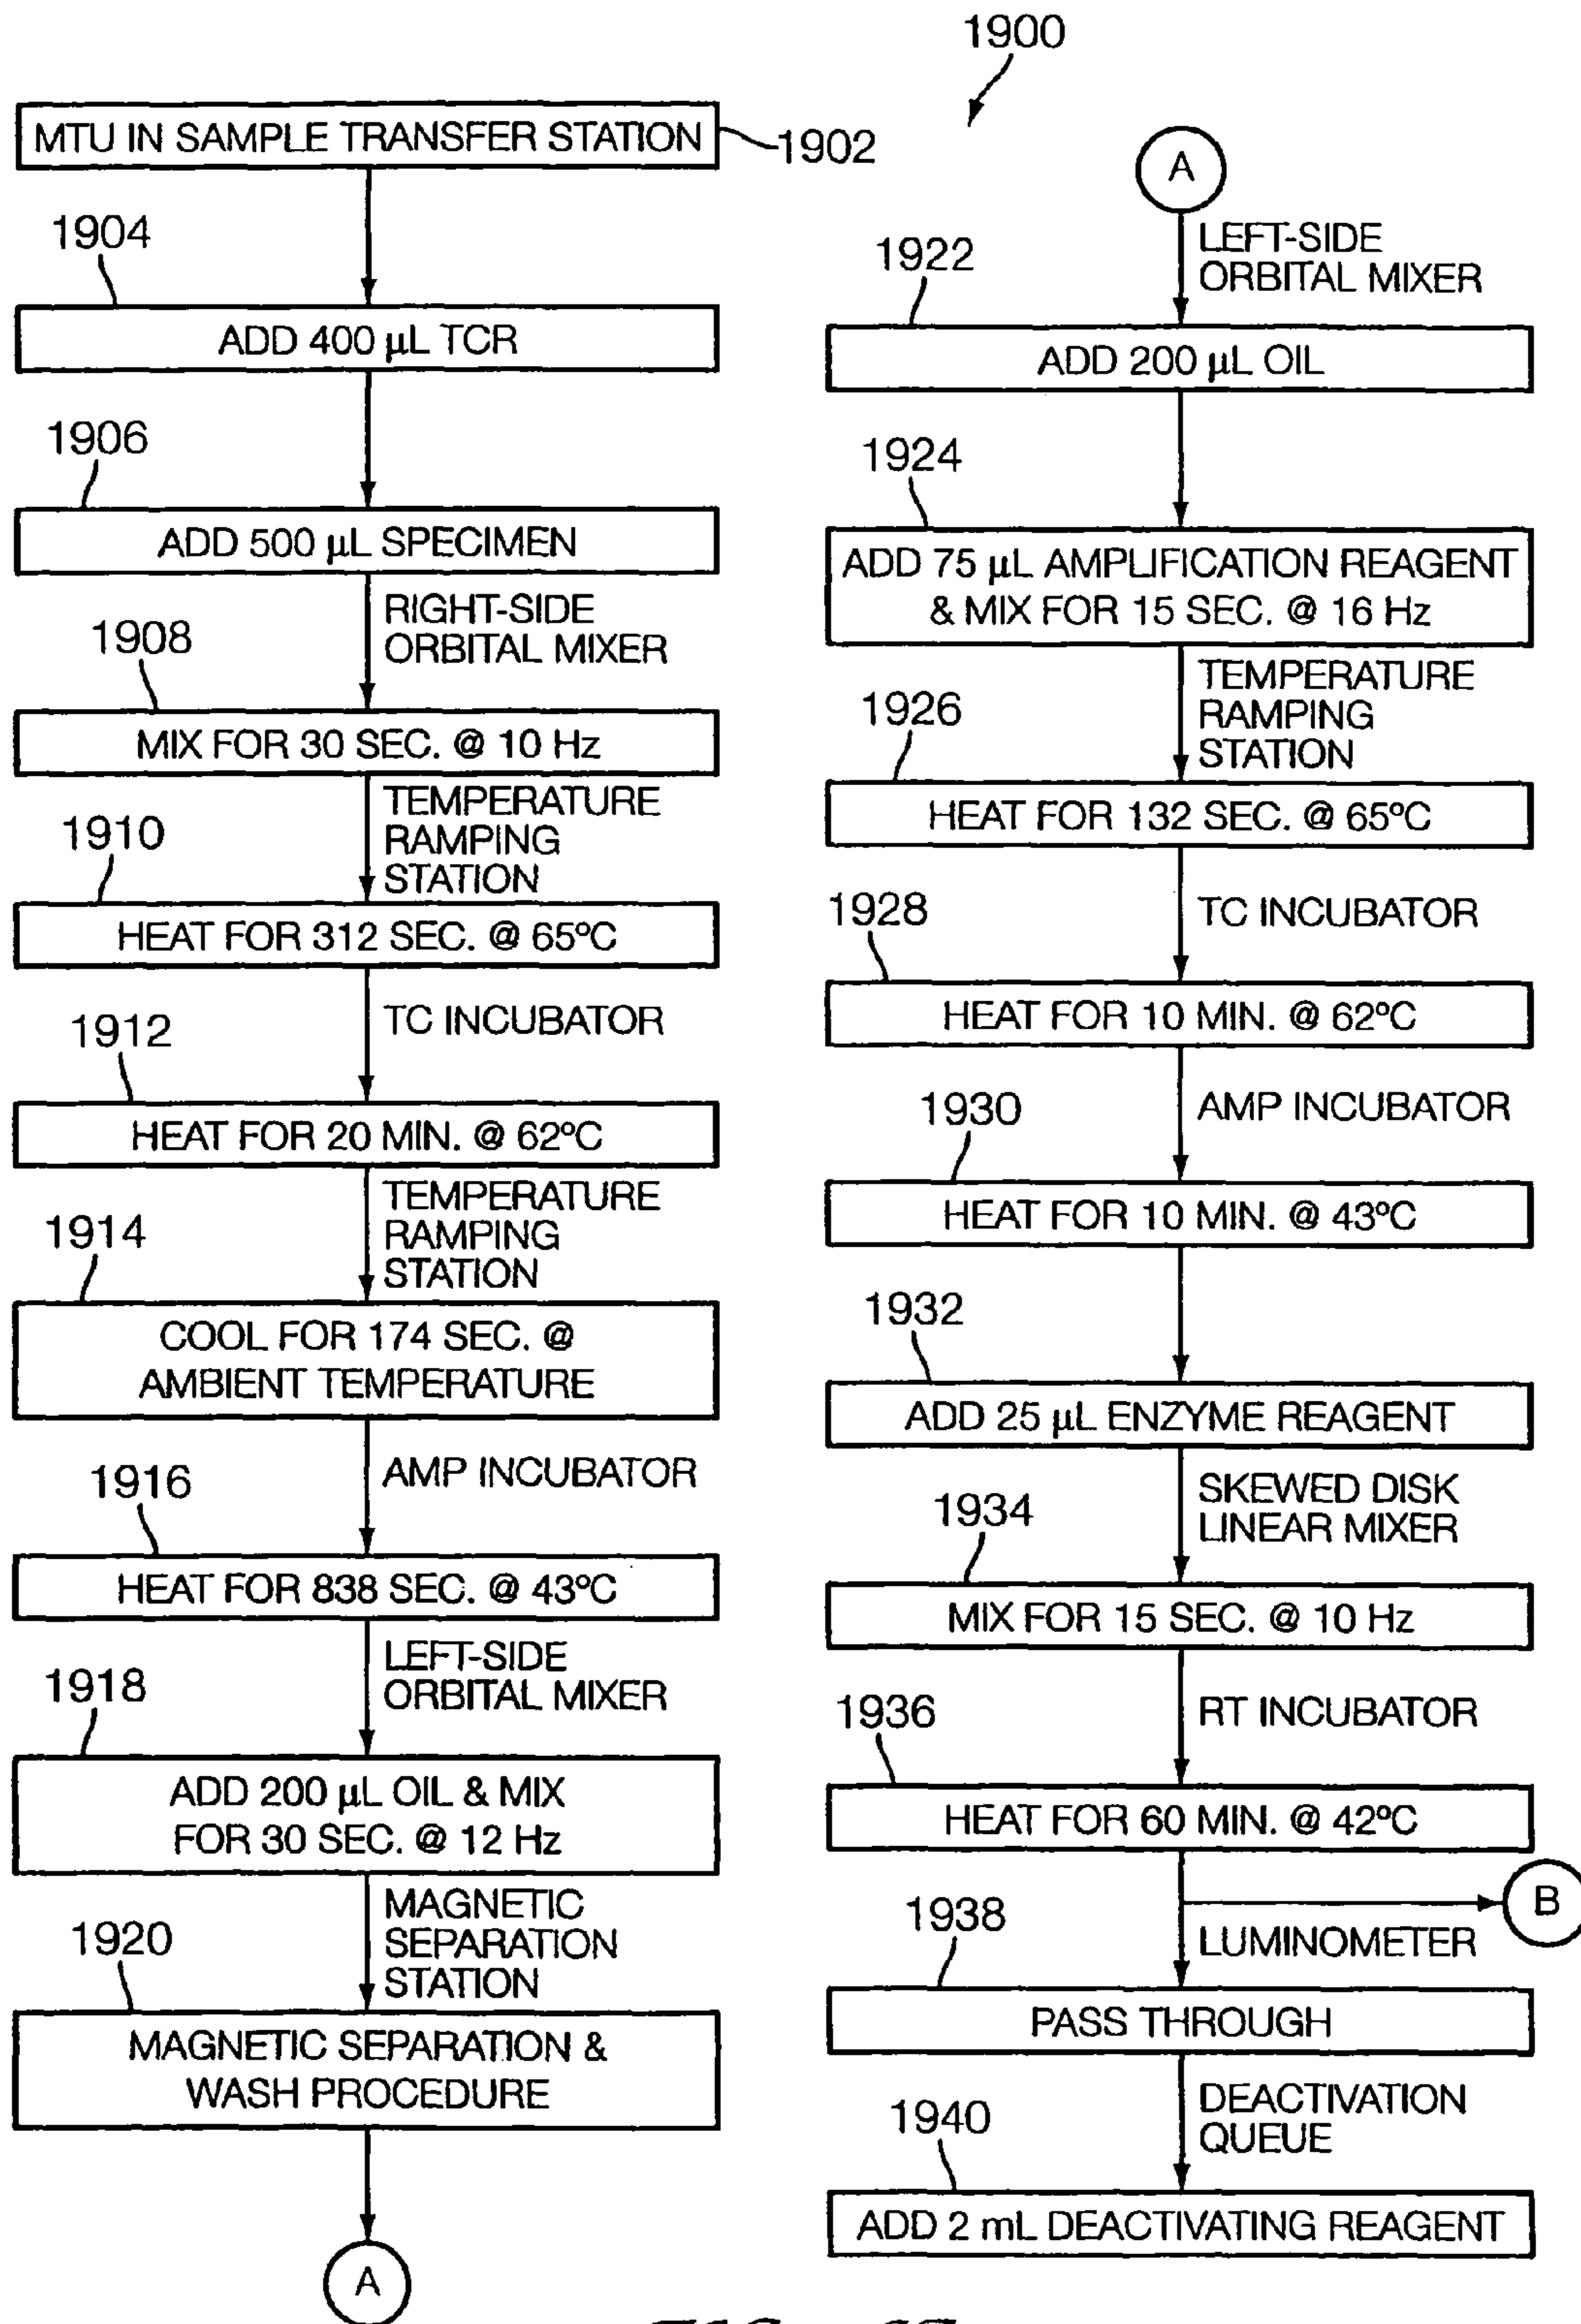 1900
MTU IN SAMPLE TRANSFER STATION
1902
1904
ADD 400 µL TCR
1906
ADD 500 µL SPECIMEN
RIGHT-SIDE
ORBITAL MIXER
1908
MIX FOR 30 SEC. @ 10 Hz
TEMPERATURE
RAMPING
STATION
1910
HEAT FOR 312 SEC. @ 65ºC
TC INCUBATOR
1912
HEAT FOR 20 MIN. @ 62ºC
TEMPERATURE
RAMPING
STATION
1914
COOL FOR 174 SEC. @
AMBIENT TEMPERATURE
AMP INCUBATOR
1916
HEAT FOR 838 SEC. @ 43ºC
LEFT-SIDE
ORBITAL MIXER
1918
ADD 200 µL OIL & MIX
FOR 30 SEC. @ 12 Hz
MAGNETIC
SEPARATION
STATION
1920
MAGNETIC SEPARATION &
WASH PROCEDURE
A
A
LEFT-SIDE
ORBITAL MIXER
1922
ADD 200 µL OIL
1924
ADD 75 µL AMPLIFICATION REAGENT
& MIX FOR 15 SEC. @ 16 Hz
TEMPERATURE
RAMPING
STATION
1926
HEAT FOR 132 SEC. @ 65ºC
TC INCUBATOR
1928
HEAT FOR 10 MIN. @ 62ºC
AMP INCUBATOR
1930
HEAT FOR 10 MIN. @ 43ºC
1932
ADD 25 µL ENZYME REAGENT
SKEWED DISK
LINEAR MIXER
1934
MIX FOR 15 SEC. @ 10 Hz
RT INCUBATOR
1936
HEAT FOR 60 MIN. @ 42ºC
B
LUMINOMETER
1938
PASS THROUGH
DEACTIVATION
QUEUE
1940
ADD 2 mL DEACTIVATING REAGENT